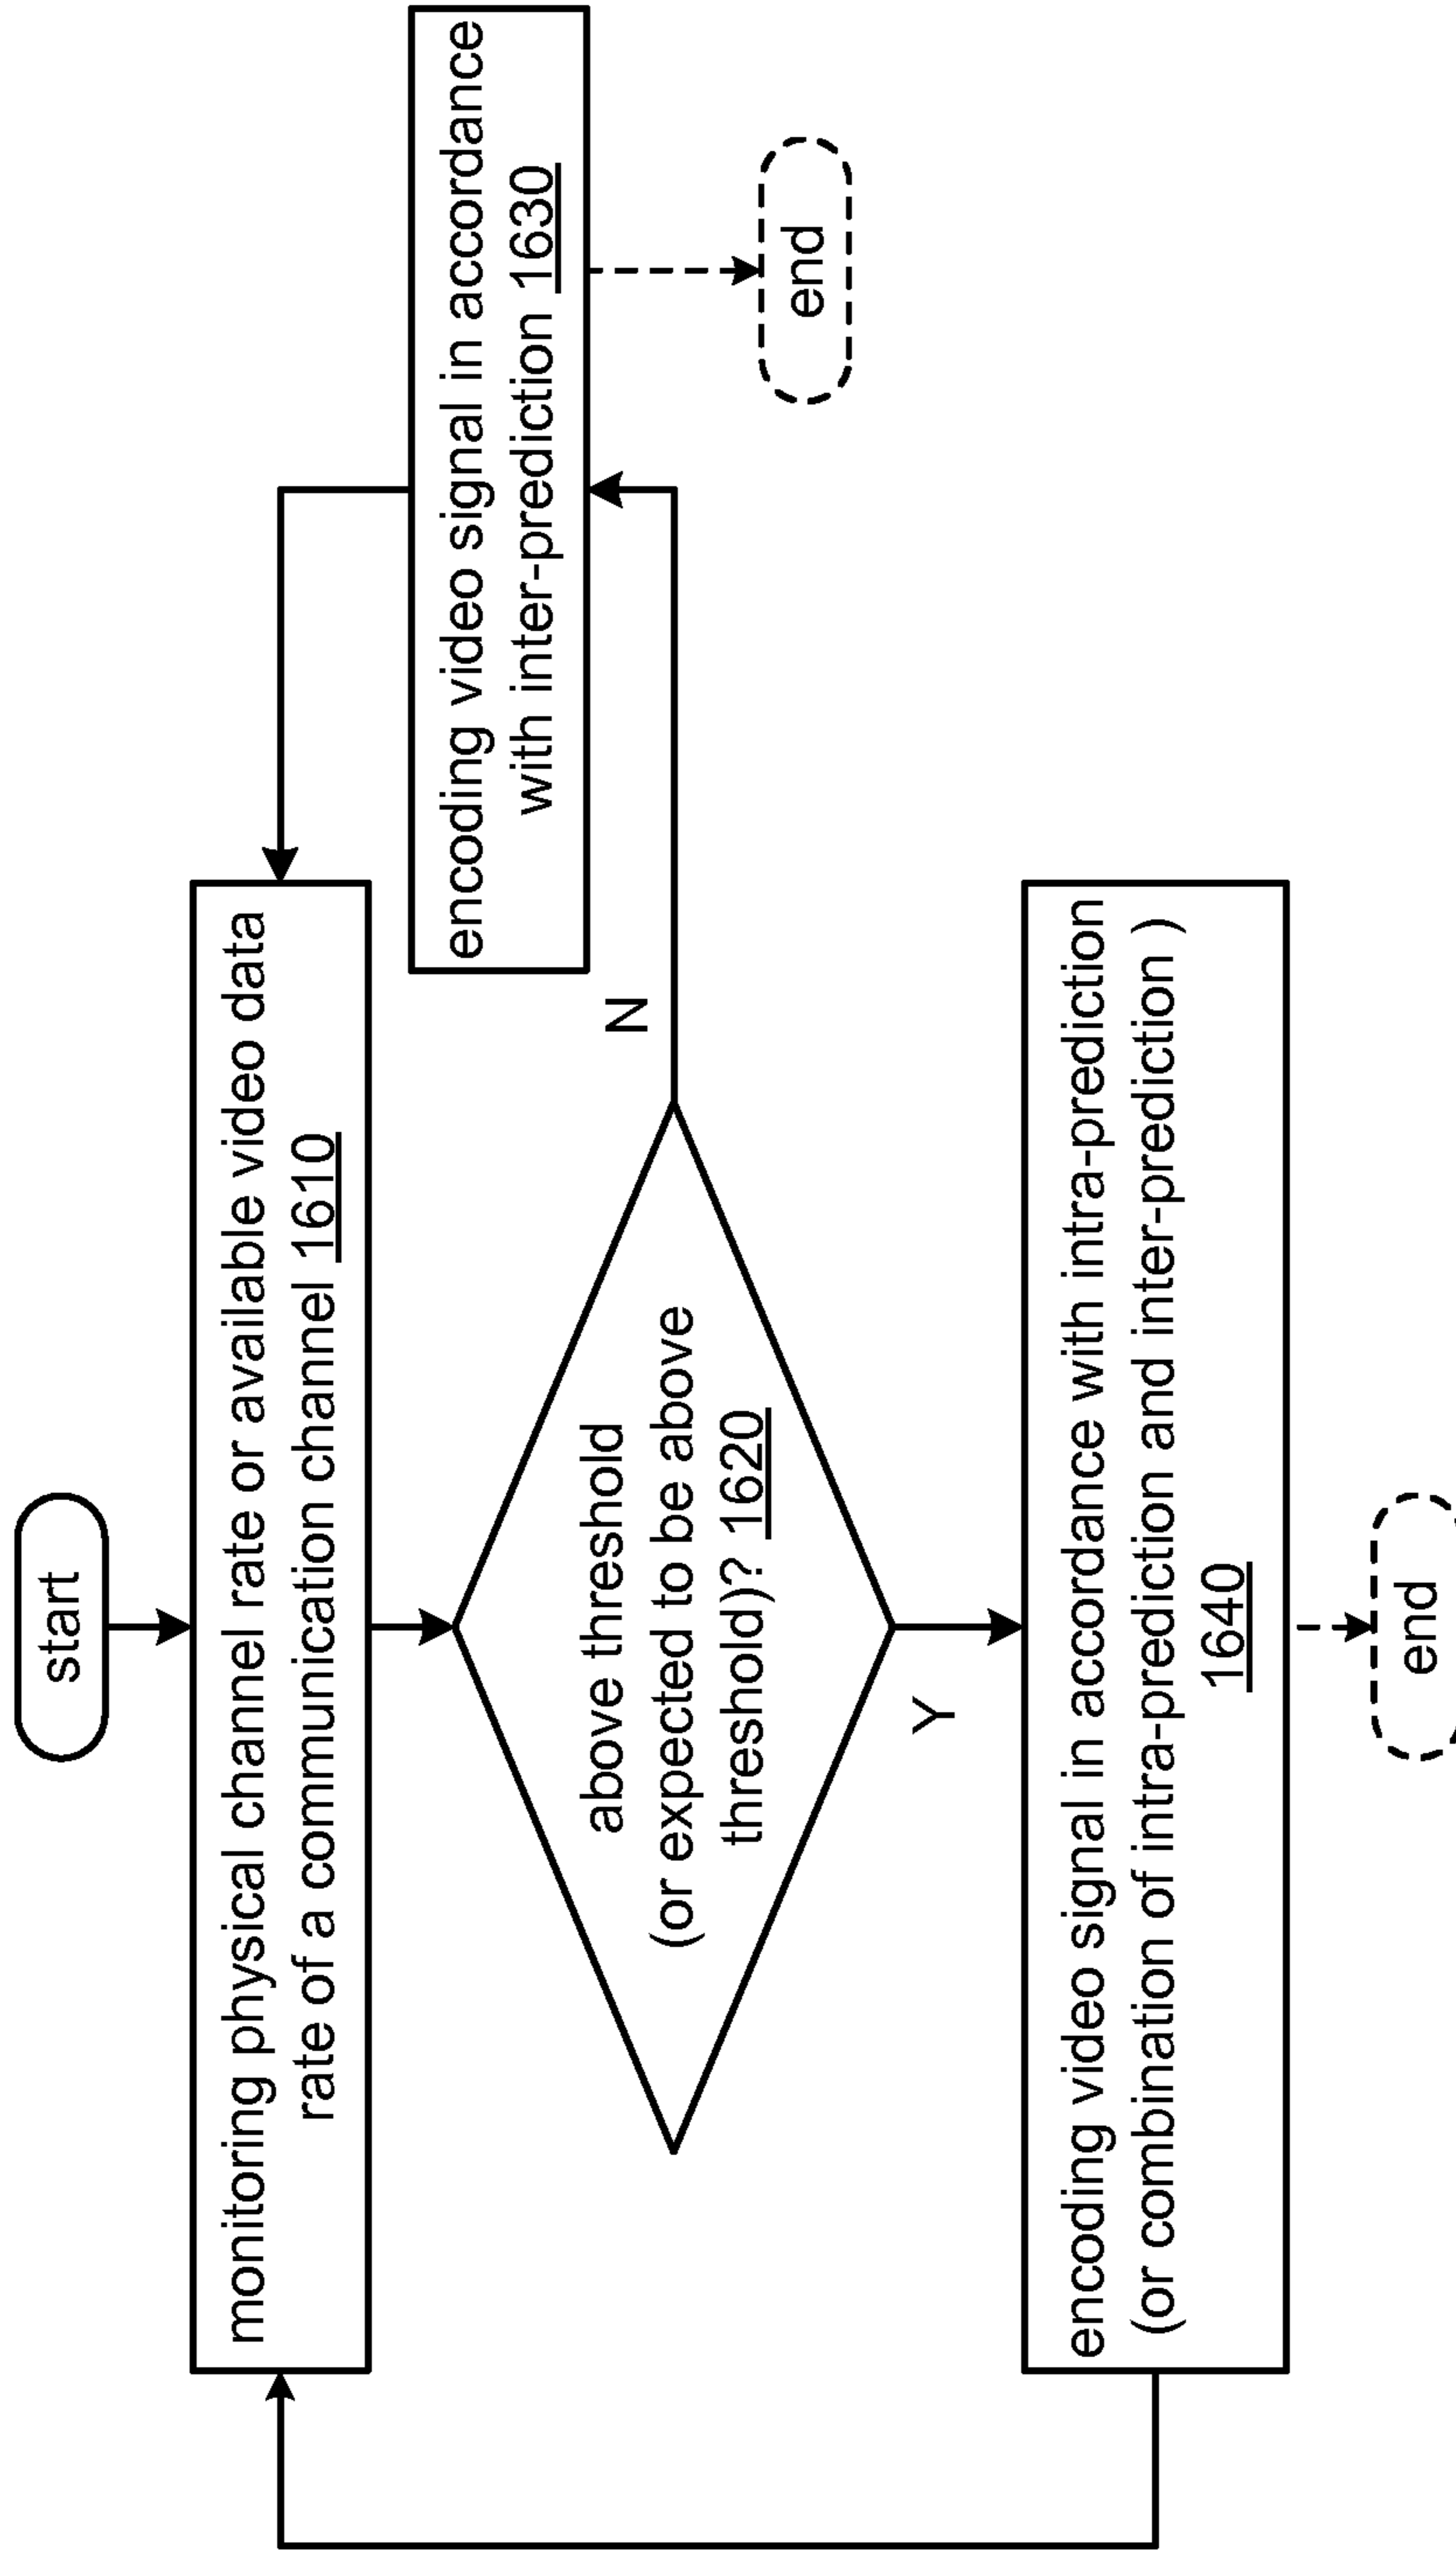 start
monitoring physical channel rate or available video data
rate of a communication channel 1610
above threshold
(or expected to be above
threshold)? 1620
N
encoding video signal in accordance
with inter-prediction 1630
end
Y
encoding video signal in accordance with intra-prediction
(or combination of intra-prediction and inter-prediction )
1640
end